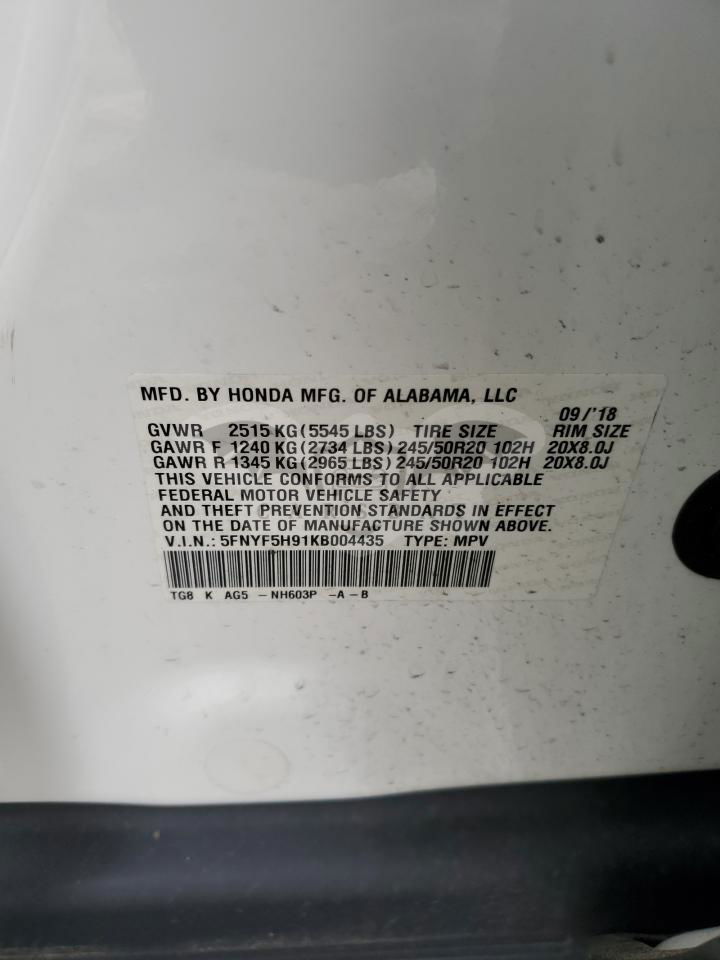 MFD. BY HONDA MFG. OF ALABAMA, LLC
09/'18
GVWR 2515 KG (5545 LBS) TIRE SIZE RIM SIZE
GAWR F 1240 KG (2734 LBS) 245/50R20 102H 20X8.0J
GAWR R 1345 KG (2965 LBS) 245/50R20 102H 20X8.0J
THIS VEHICLE CONFORMS TO ALL APPLICABLE
FEDERAL MOTOR VEHICLE SAFETY
AND THEFT PREVENTION STANDARDS IN EFFECT
ON THE DATE OF MANUFACTURE SHOWN ABOVE.
V.I.N.: 5FNYF5H91KB004435 TYPE: MPV
TG8 K AG5 -NH603P -A-B